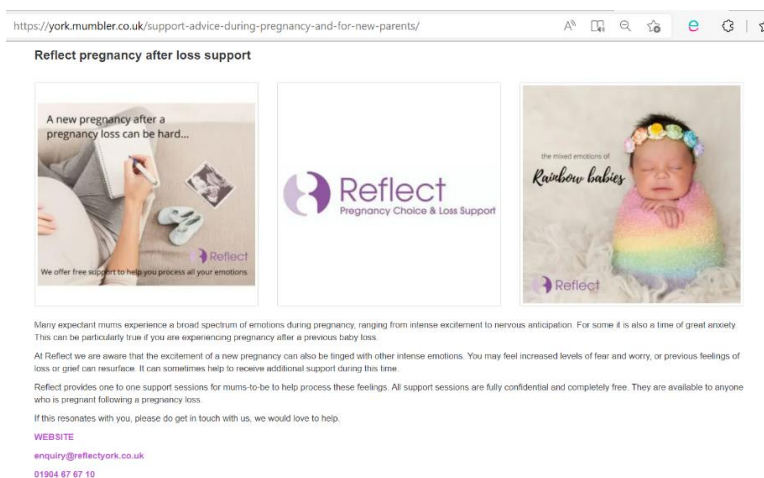 https://york.mumbler.co.uk/support-advice-during-pregnancy-and-for-new-parents/
Reflect pregnancy after loss support
A new pregnancy after a
pregnancy loss can be hard...
Reflect
We offer free support to help you process all your emotions
Reflect
Pregnancy Choice & Loss Support
the mixed emotions of
Rainbow babies
Reflect
Many expectant mums experience a broad spectrum of emotions during pregnancy, ranging from intense excitement to nervous anticipation. For some it is also a time of great anxiety.
This can be particularly true if you are experiencing pregnancy after a previous baby loss.
At Reflect we are aware that the excitement of a new pregnancy can also be tinged with other intense emotions. You may feel increased levels of fear and worry, or previous feelings of
loss or grief can resurface. It can sometimes help to receive additional support during this time.
Reflect provides one to one support sessions for mums-to-be to help process these feelings. All support sessions are fully confidential and completely free. They are available to anyone
who is pregnant following a pregnancy loss.
If this resonates with you, please do get in touch with us, we would love to help.
WEBSITE
enquiry@reflectyork.co.uk
01904 67 67 10